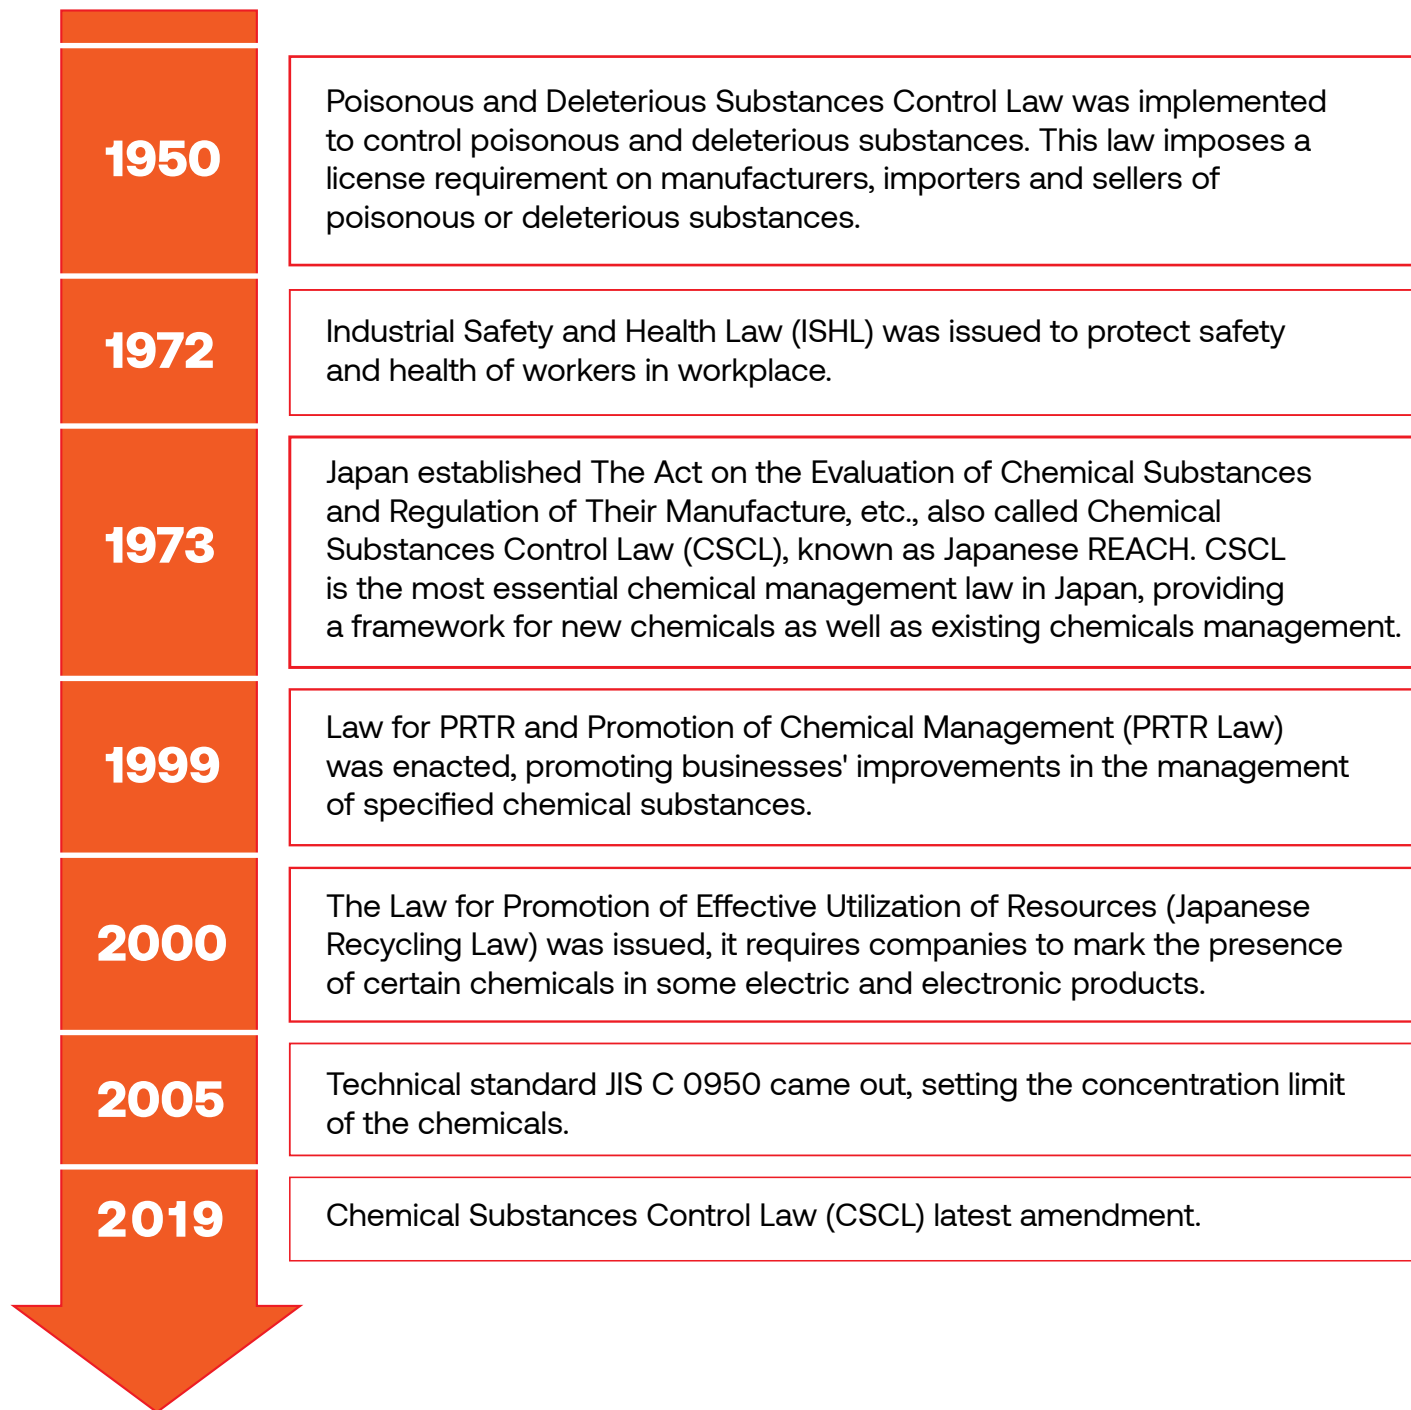 1950
Poisonous and Deleterious Substances Control Law was implemented
to control poisonous and deleterious substances. This law imposes a
license requirement on manufacturers, importers and sellers of
poisonous or deleterious substances.
1972
Industrial Safety and Health Law (ISHL) was issued to protect safety
and health of workers in workplace.
1973
Japan established The Act on the Evaluation of Chemical Substances
and Regulation of Their Manufacture, etc., also called Chemical
Substances Control Law (CSCL), known as Japanese REACH. CSCL
is the most essential chemical management law in Japan, providing
a framework for new chemicals as well as existing chemicals management.
1999
Law for PRTR and Promotion of Chemical Management (PRTR Law)
was enacted, promoting businesses' improvements in the management
of specified chemical substances.
2000
The Law for Promotion of Effective Utilization of Resources (Japanese
Recycling Law) was issued, it requires companies to mark the presence
of certain chemicals in some electric and electronic products.
2005
Technical standard JIS C 0950 came out, setting the concentration limit
of the chemicals.
2019
Chemical Substances Control Law (CSCL) latest amendment.